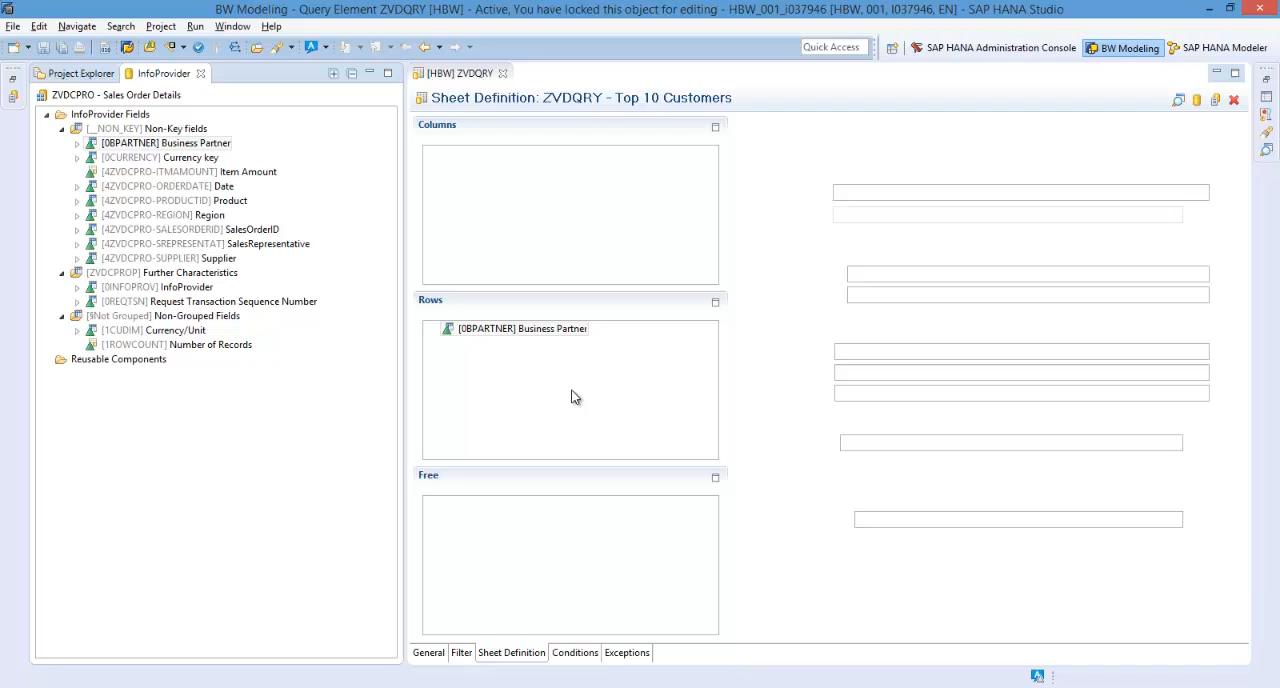 BW Modeling - Query Element ZVDQRY [HBW] - Active, You have locked this object for editing - HBW_001_i037946 [HBW, 001, I037946, EN] - SAP HANA Studio
File Edit Navigate Search Project Run Window Help
Quick Access SAP HANA Administration Console BW Modeling SAP HANA Modeler
Project Explorer InfoProvider
[HBW] ZVDQRY
ZVDCPRO - Sales Order Details
InfoProvider Fields
[__NON_KEY] Non-Key fields
[0BPARTNER] Business Partner
[0CURRENCY] Currency key
[4ZVDCPRO-ITMAMOUNT] Item Amount
[4ZVDCPRO-ORDERDATE] Date
[4ZVDCPRO-PRODUCTID] Product
[4ZVDCPRO-REGION] Region
[4ZVDCPRO-SALESORDERID] SalesOrderID
[4ZVDCPRO-SREPRESENTAT] SalesRepresentative
[4ZVDCPRO-SUPPLIER] Supplier
[ZVDCPROP] Further Characteristics
[0INFOPROV] InfoProvider
[0REQTSN] Request Transaction Sequence Number
[§Not Grouped] Non-Grouped Fields
[1CUDIM] Currency/Unit
[1ROWCOUNT] Number of Records
Reusable Components
Sheet Definition: ZVDQRY - Top 10 Customers
Columns
Rows
[0BPARTNER] Business Partner
Free
General Filter Sheet Definition Conditions Exceptions